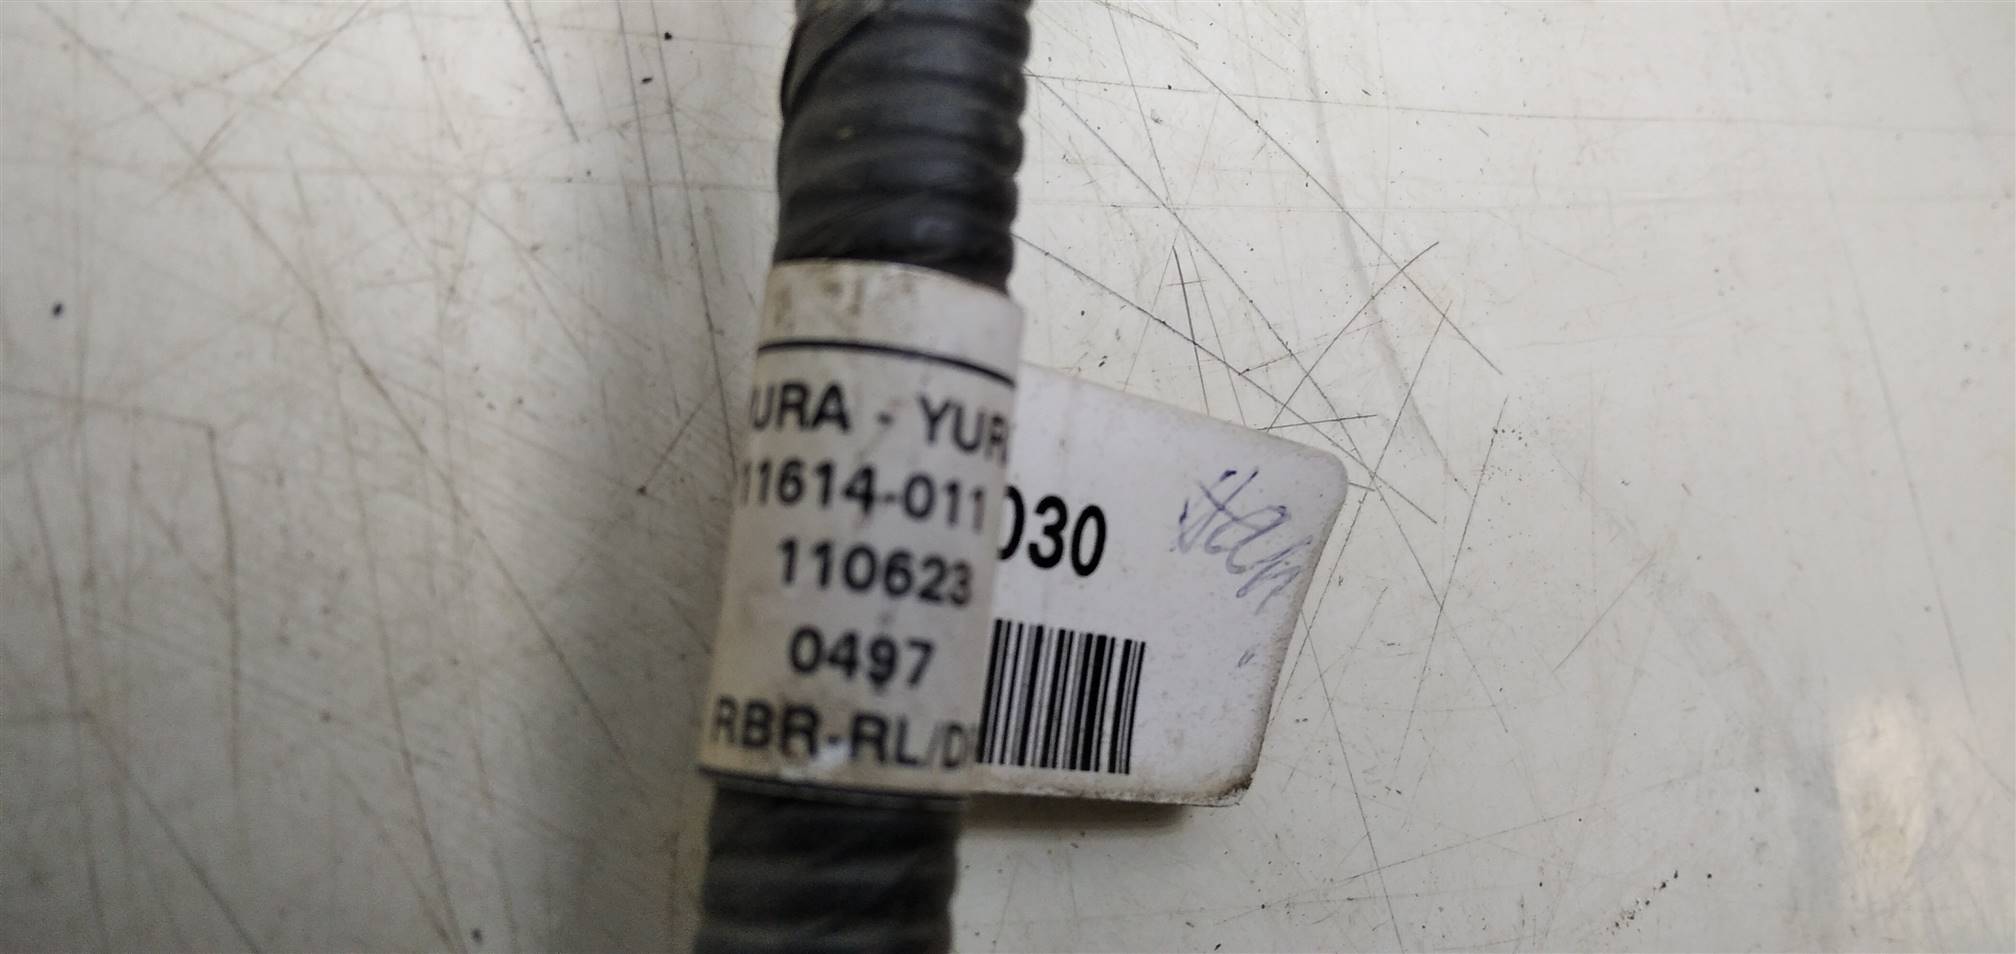 URA - YUR
11614-011
030
110623
0497
RBR-RL/D